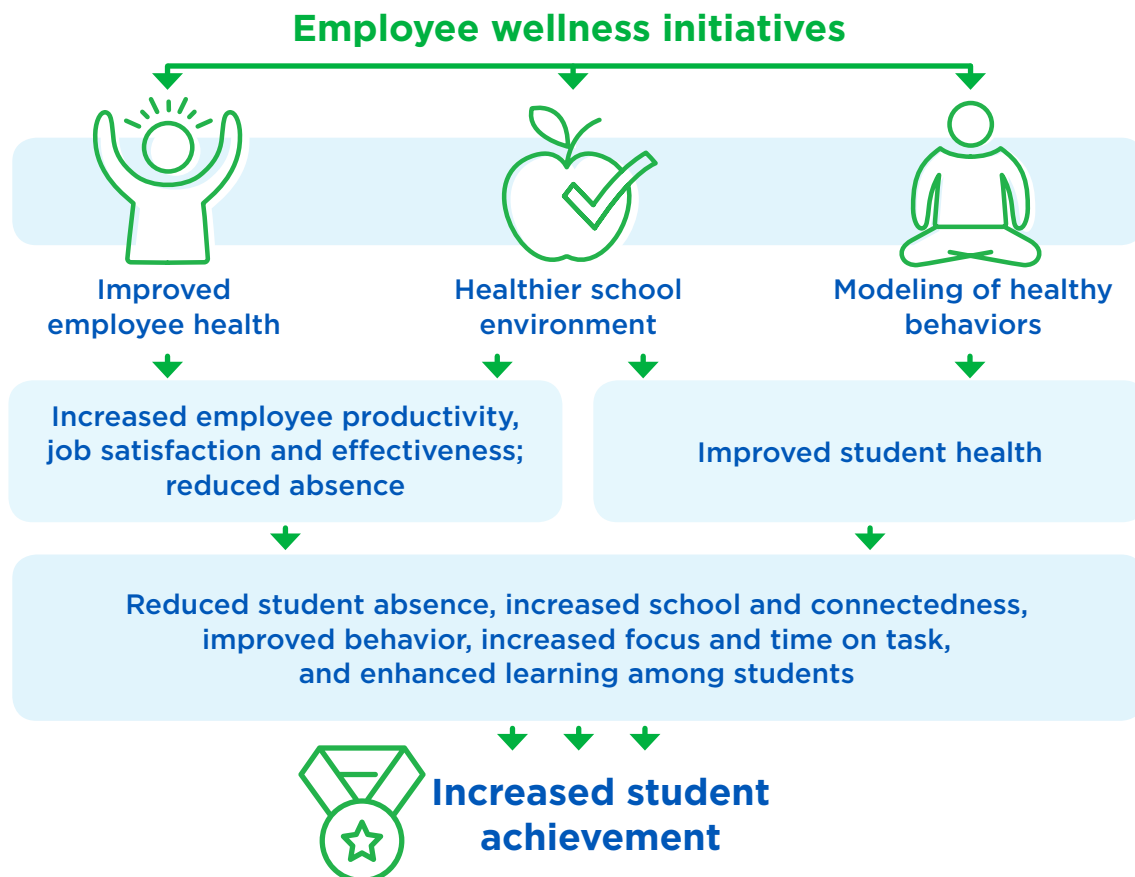 Employee wellness initiatives
Improved
employee health
Healthier school
environment
Modeling of healthy
behaviors
Increased employee productivity,
job satisfaction and effectiveness;
reduced absence
Improved student health
Reduced student absence, increased school and connectedness,
improved behavior, increased focus and time on task,
and enhanced learning among students
Increased student
achievement